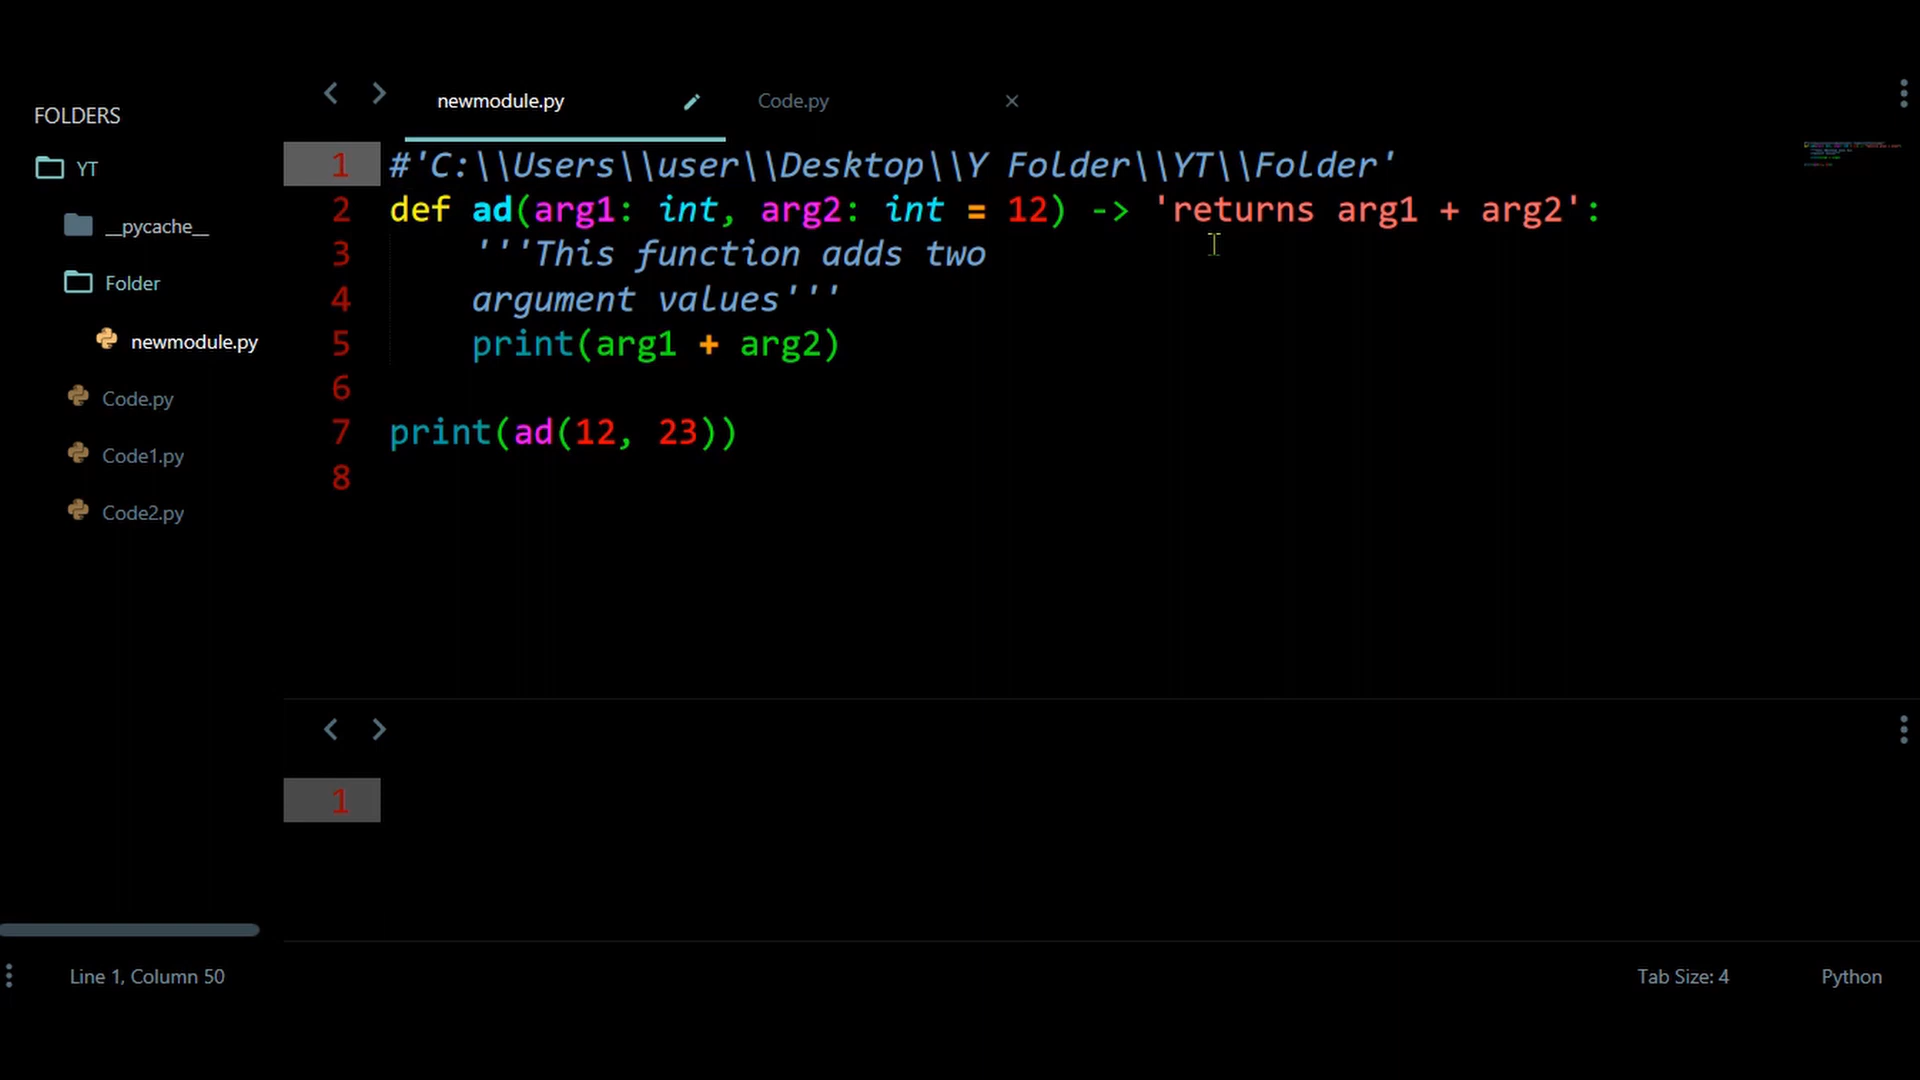 FOLDERS
YT
__pycache__
Folder
newmodule.py
Code.py
Code1.py
Code2.py
newmodule.py
Code.py
1 #'C:\\Users\\user\\Desktop\\Y Folder\\YT\\Folder'
2 def ad(arg1: int, arg2: int = 12) -> 'returns arg1 + arg2':
3 '''This function adds two
4 argument values'''
5 print(arg1 + arg2)
6
7 print(ad(12, 23))
8
1
Line 1, Column 50
Tab Size: 4
Python